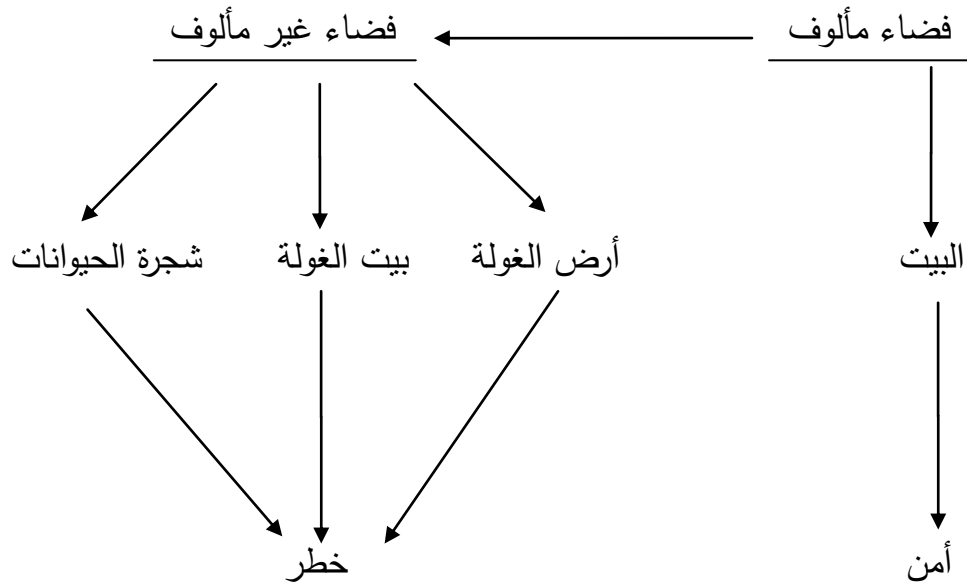 فضاء مألوف فضاء غير مألوف
البيت أرض الغولة بيت الغولة شجرة الحيوانات
أمن خطر